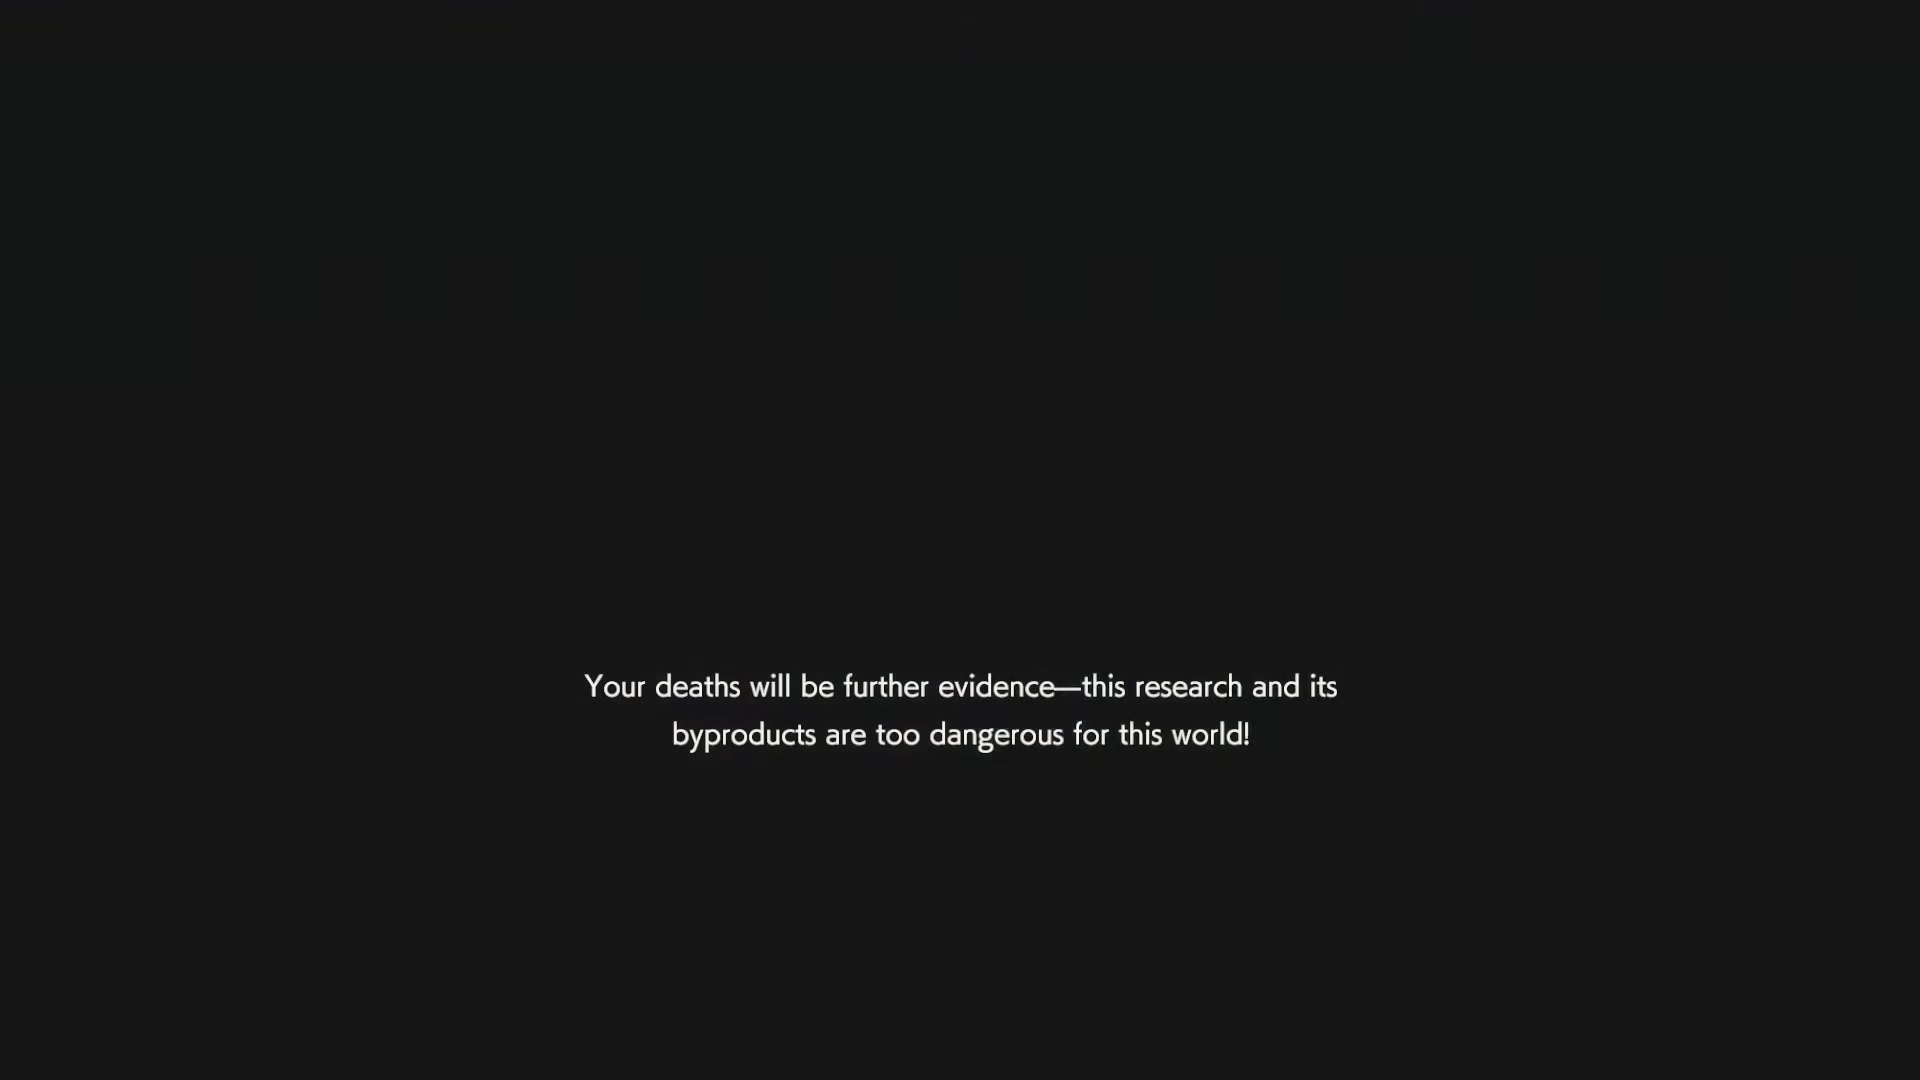 Your deaths will be further evidence—this research and its
byproducts are too dangerous for this world!